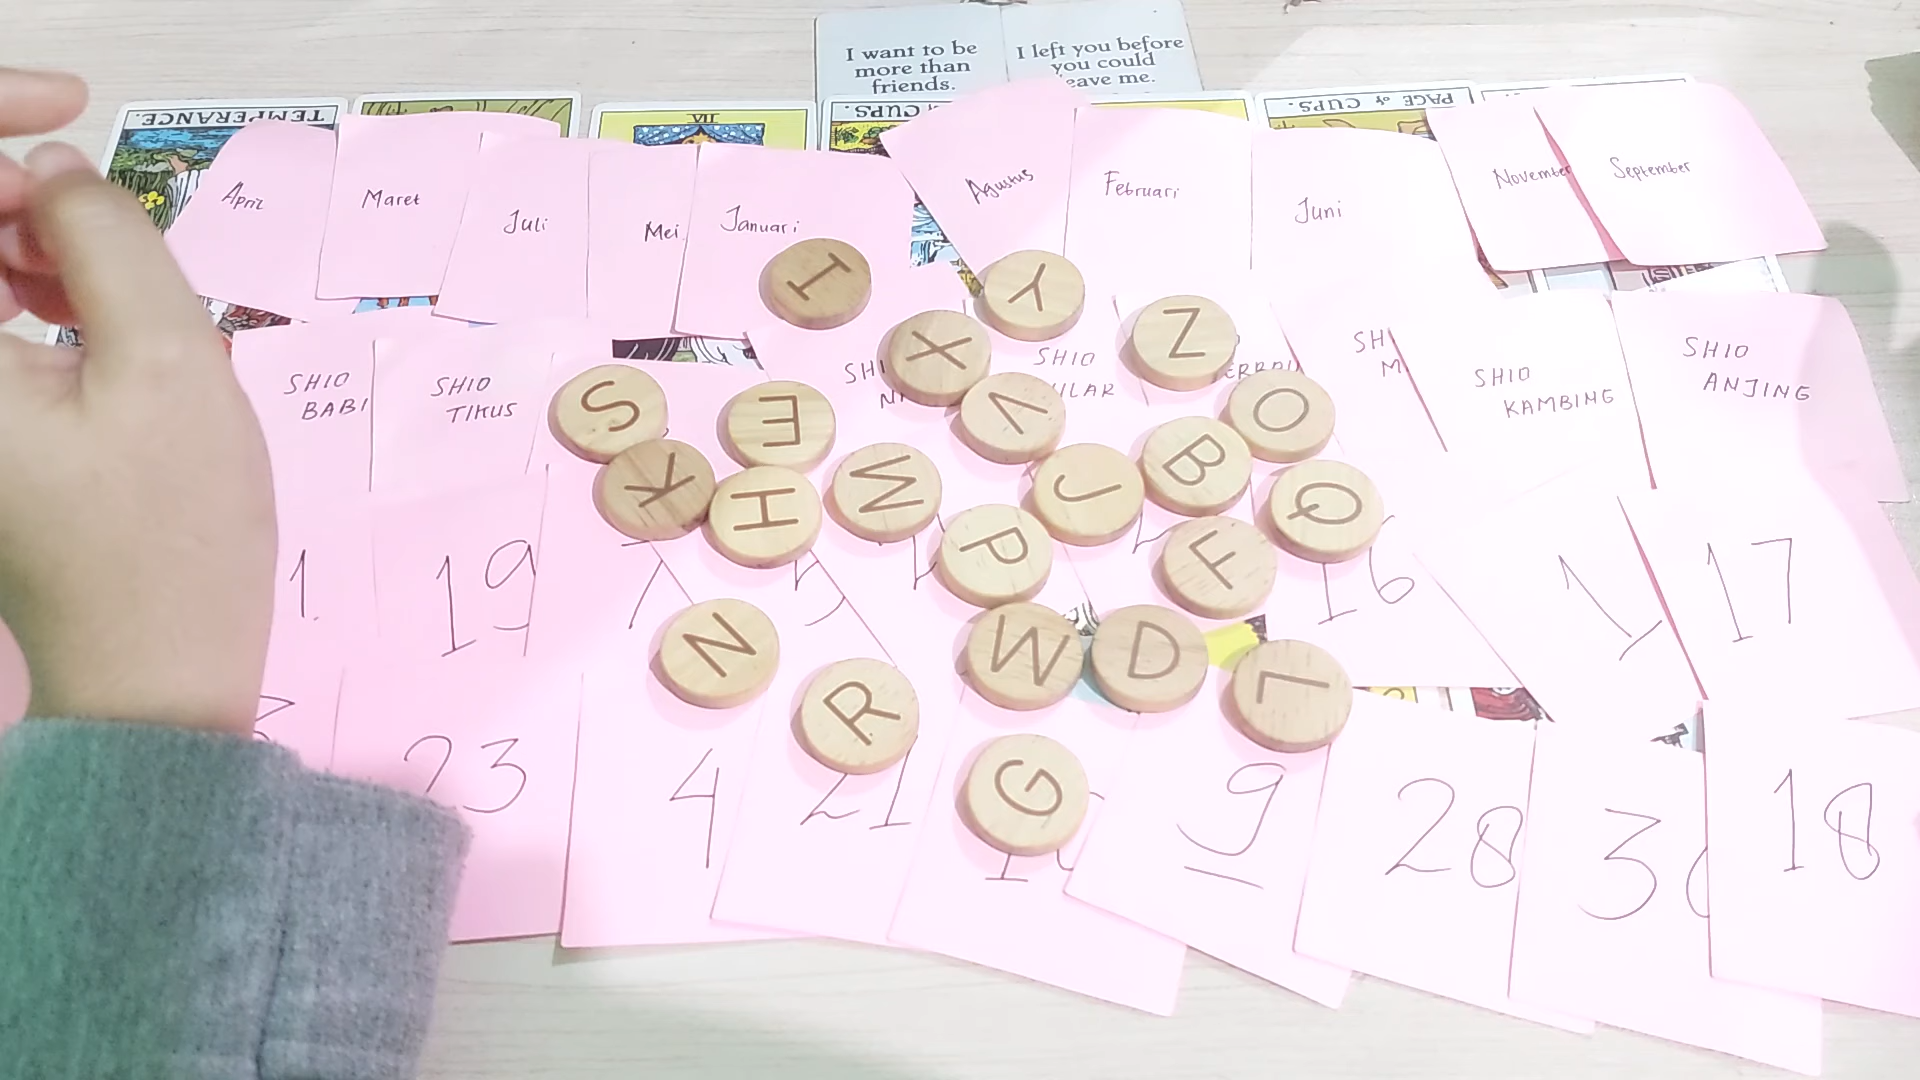 I want to be
more than
friends.
I left you before
you could
leave me.
TEMPERANCE.
VII
CUPS.
PAGE of CUPS.
April
Maret
Juli
Mei
Januari
Agustus
Februari
Juni
November
September
I
Y
X
Z
SHIO
BABI
SHIO
TIKUS
SHIO
SHIO
KAMBING
SHIO
ANJING
S
E
V
O
K
H
M
J
B
Q
P
F
N
R
W
D
L
G
19
16
17
23
4
21
9
28
18